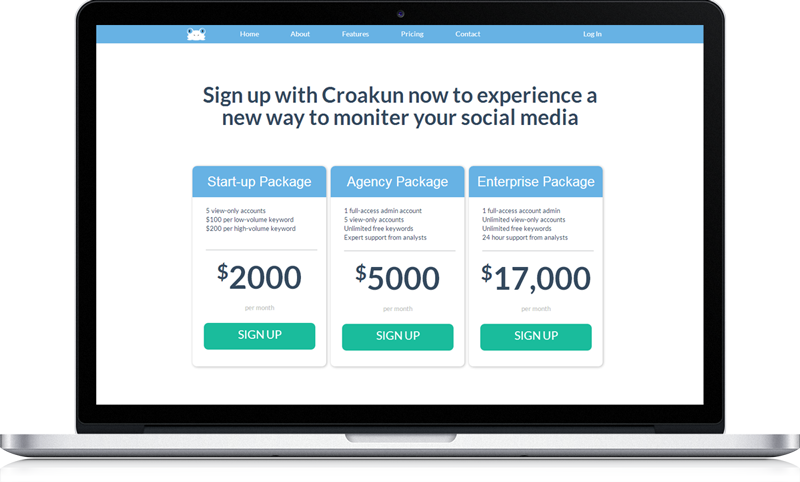 Home About Features Pricing Contact Log In
Sign up with Croakun now to experience a
new way to moniter your social media
Start-up Package
5 view-only accounts
$100 per low-volume keyword
$200 per high-volume keyword
$2000
per month
SIGN UP
Agency Package
1 full-access admin account
5 view-only accounts
Unlimited free keywords
Expert support from analysts
$5000
per month
SIGN UP
Enterprise Package
1 full-access account admin
Unlimited view-only accounts
Unlimited free keywords
24 hour support from analysts
$17,000
per month
SIGN UP